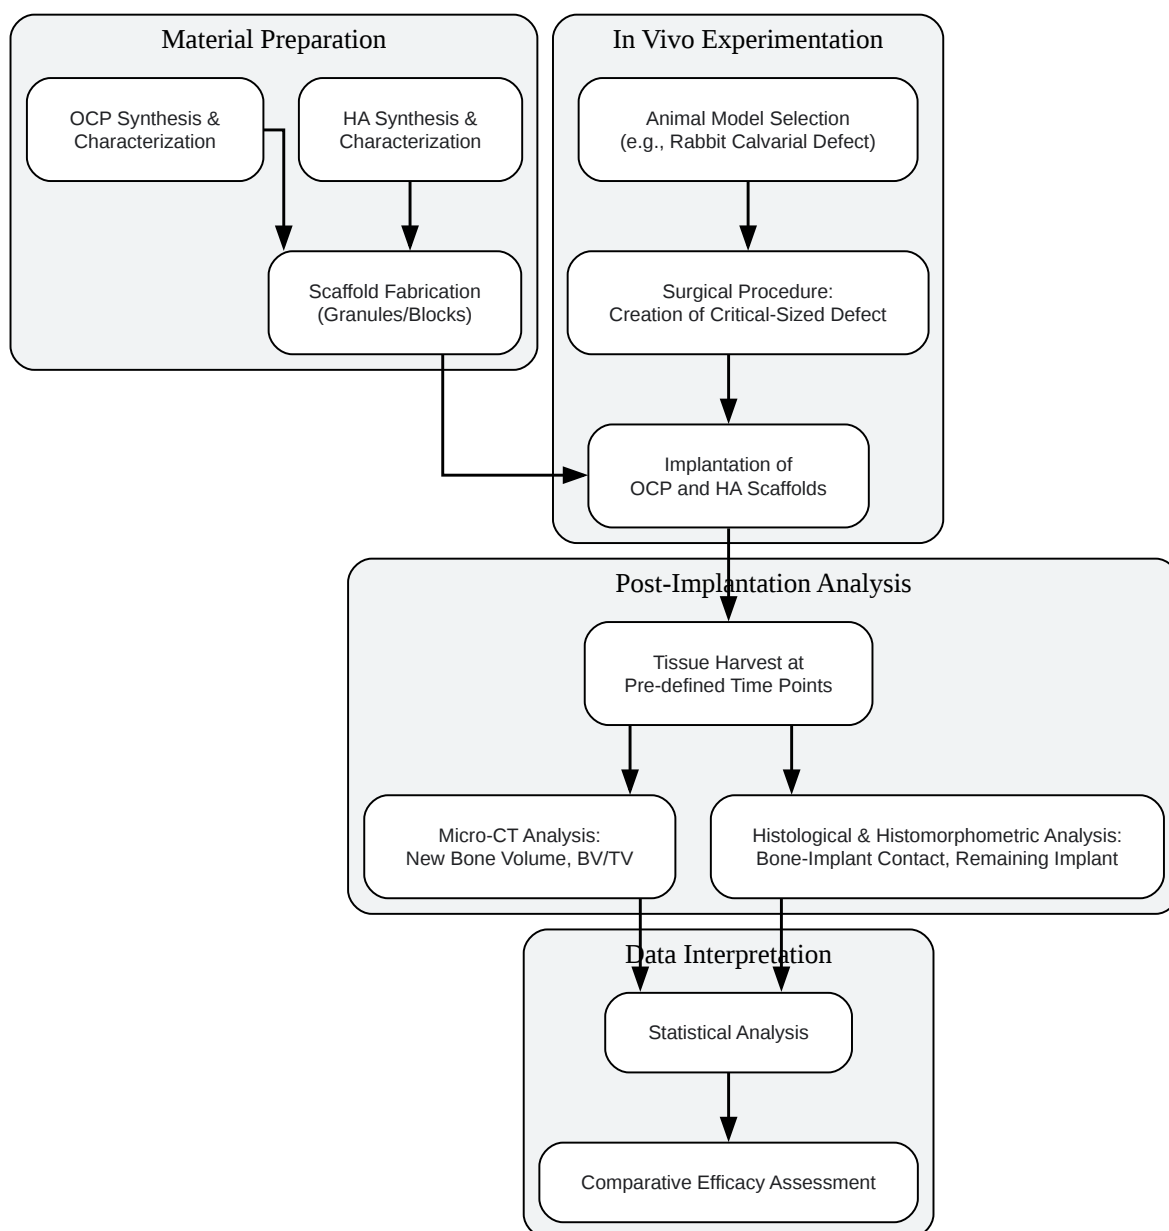 Material Preparation
OCP Synthesis &
Characterization
HA Synthesis &
Characterization
Scaffold Fabrication
(Granules/Blocks)
In Vivo Experimentation
Animal Model Selection
(e.g., Rabbit Calvarial Defect)
Surgical Procedure:
Creation of Critical-Sized Defect
Implantation of
OCP and HA Scaffolds
Post-Implantation Analysis
Tissue Harvest at
Pre-defined Time Points
Micro-CT Analysis:
New Bone Volume, BV/TV
Histological & Histomorphometric Analysis:
Bone-Implant Contact, Remaining Implant
Data Interpretation
Statistical Analysis
Comparative Efficacy Assessment